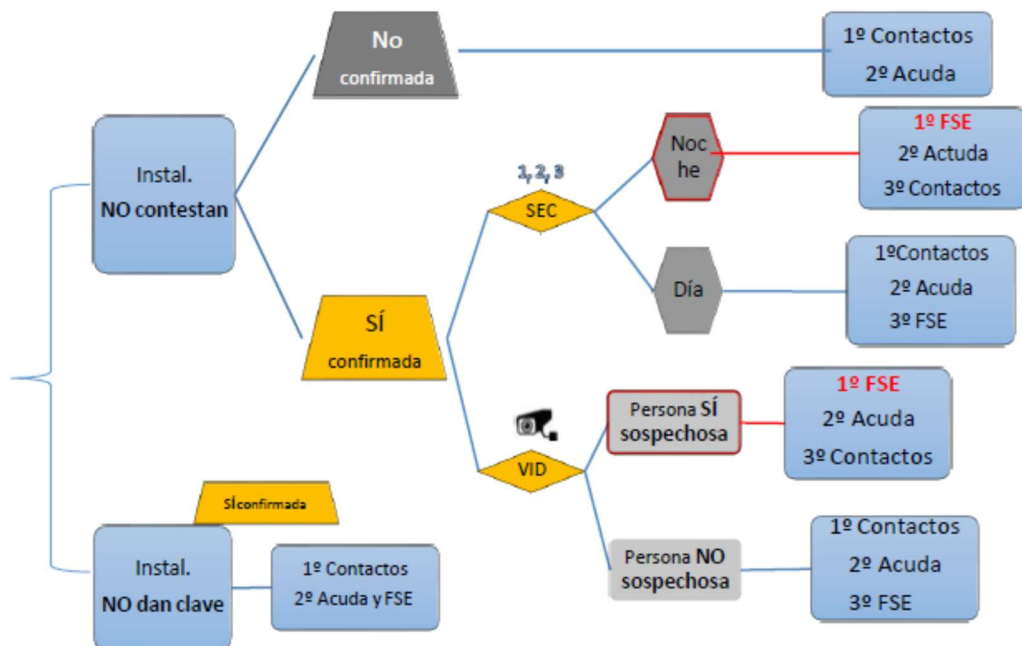 No
confirmada
1º Contactos
2º Acuda
Instal.
NO contestan
1, 2, 3
SEC
Noc
he
1º FSE
2º Actuda
3º Contactos
Día
1ºContactos
2º Acuda
3º FSE
SÍ
confirmada
VID
Persona SÍ
sospechosa
1º FSE
2º Acuda
3º Contactos
Persona NO
sospechosa
1º Contactos
2º Acuda
3º FSE
SÍ confirmada
Instal.
NO dan clave
1º Contactos
2º Acuda y FSE